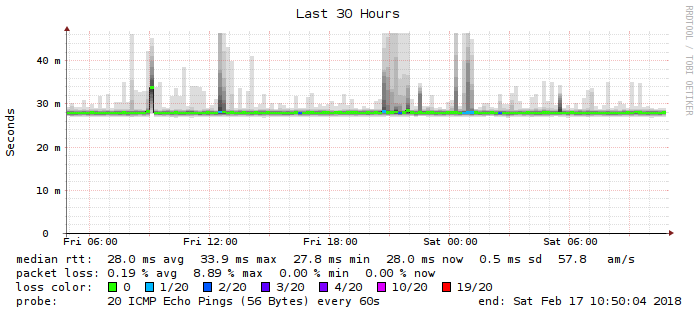 Last 30 Hours
RRDTOOL / TOBI OETIKER
Seconds
40 m
30 m
20 m
10 m
0
Fri 06:00 Fri 12:00 Fri 18:00 Sat 00:00 Sat 06:00
median rtt: 28.0 ms avg 33.9 ms max 27.8 ms min 28.0 ms now 0.5 ms sd 57.8 am/s
packet loss: 0.19 % avg 8.89 % max 0.00 % min 0.00 % now
loss color: 0 1/20 2/20 3/20 4/20 10/20 19/20
probe: 20 ICMP Echo Pings (56 Bytes) every 60s end: Sat Feb 17 10:50:04 2018